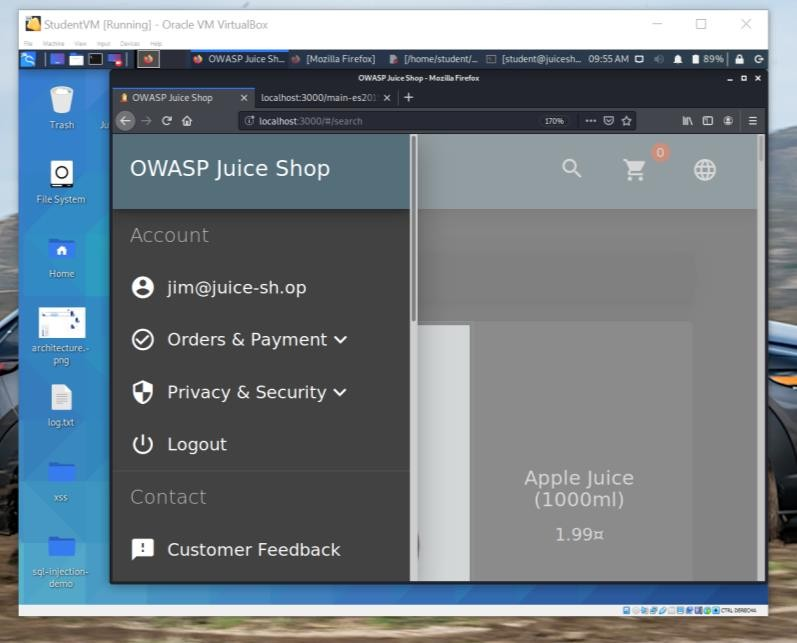 StudentVM [Running] - Oracle VM VirtualBox
File Machine View Input Devices Help
OWASP Juice Sh... [Mozilla Firefox] [/home/student/... [student@juicesh... 09:55 AM 89%
OWASP Juice Shop - Mozilla Firefox
OWASP Juice Shop × localhost:3000/main-es201 × +
localhost:3000/#/search 170%
Trash
Ju
File System
Home
architecture.-
png
log.txt
xss
sql-injection-
demo
OWASP Juice Shop
0
Account
jim@juice-sh.op
Orders & Payment
Privacy & Security
Logout
Contact
Customer Feedback
Apple Juice
(1000ml)
1.99¤
CTRL DERECHA